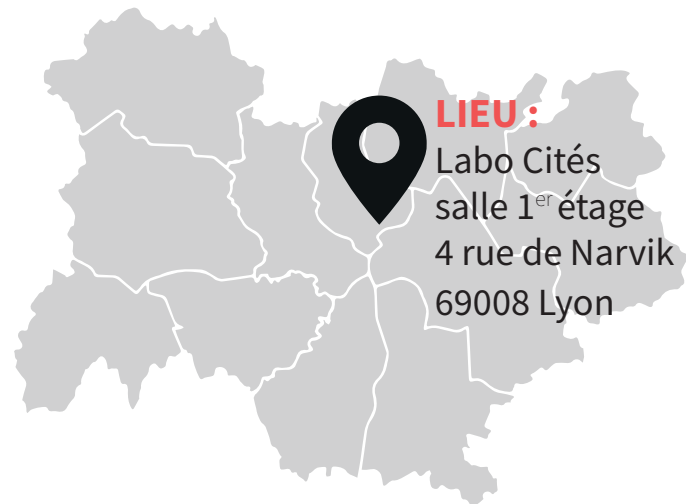 LIEU :
Labo Cités
salle 1er étage
4 rue de Narvik
69008 Lyon